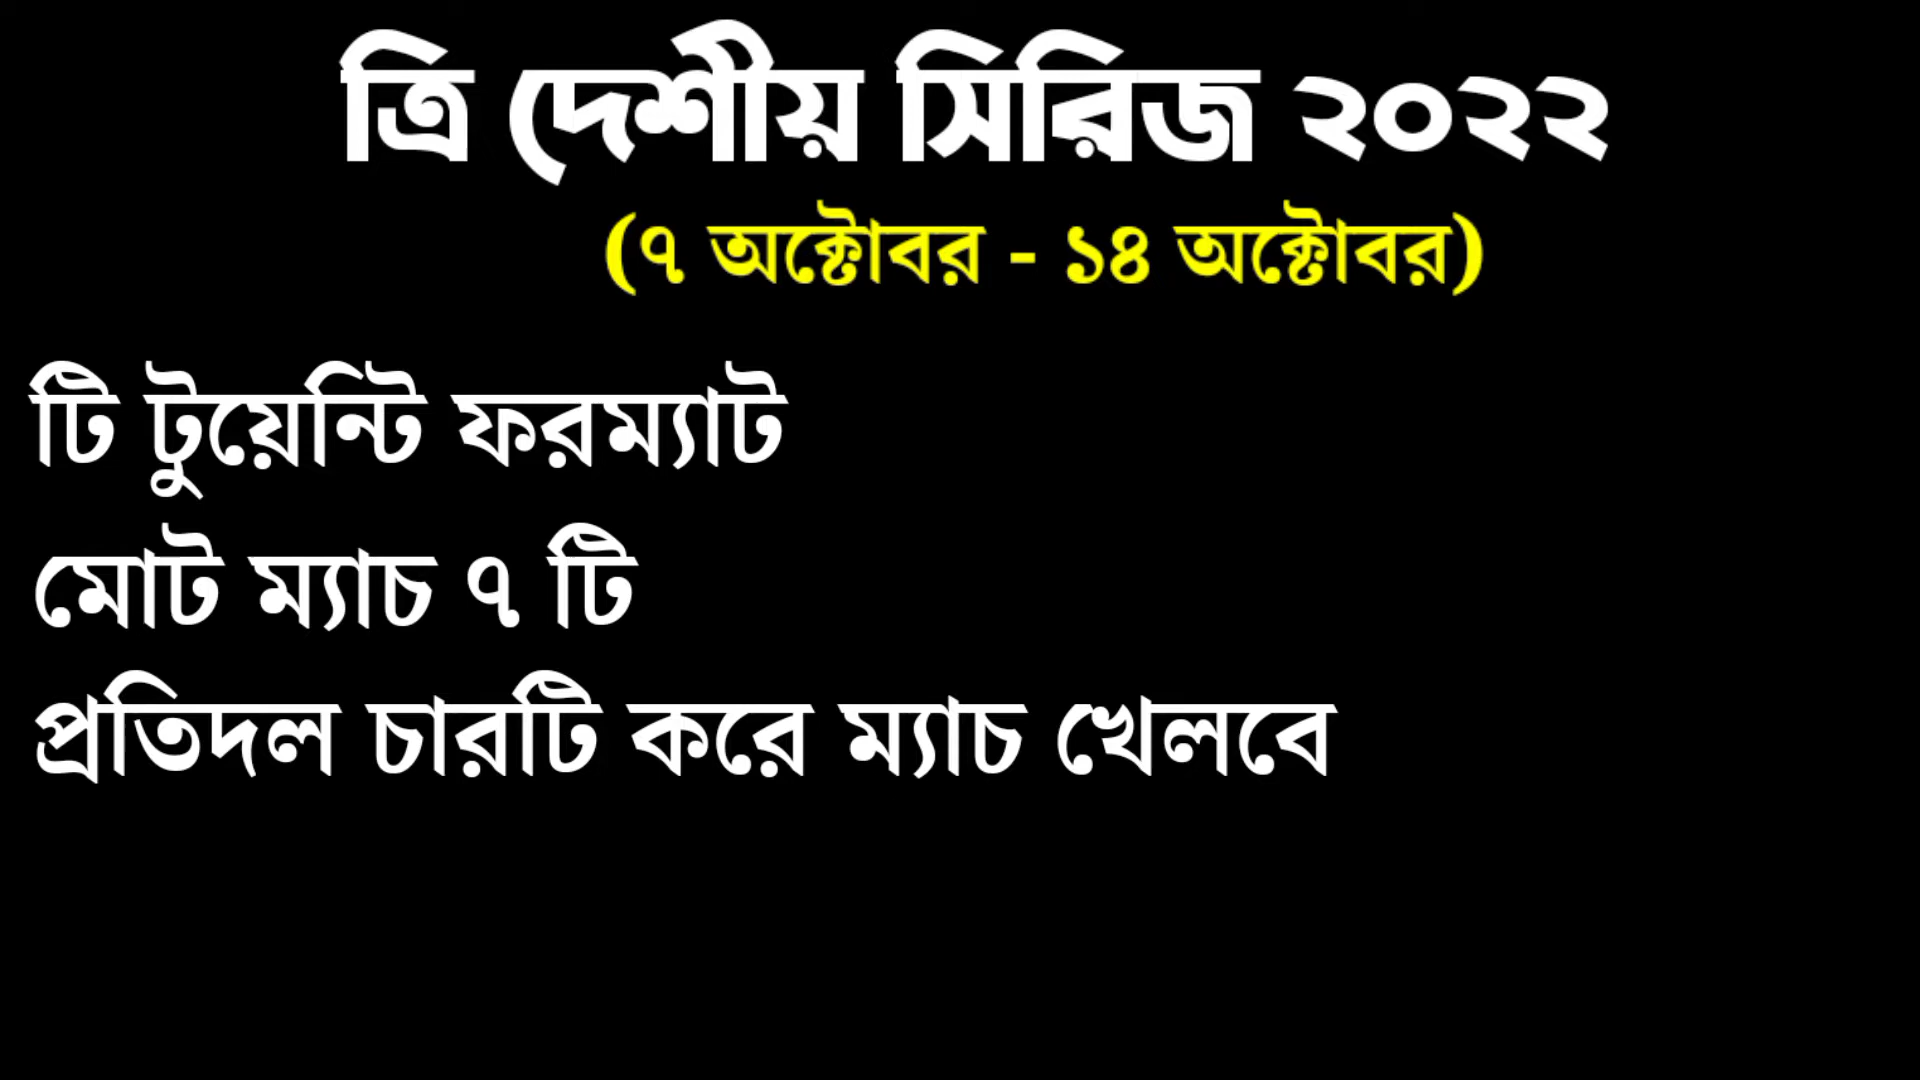 ত্রি দেশীয় সিরিজ ২০২২
(৭ অক্টোবর - ১৪ অক্টোবর)
টি টুয়েন্টি ফরম্যাট
মোট ম্যাচ ৭ টি
প্রতিদল চারটি করে ম্যাচ খেলবে